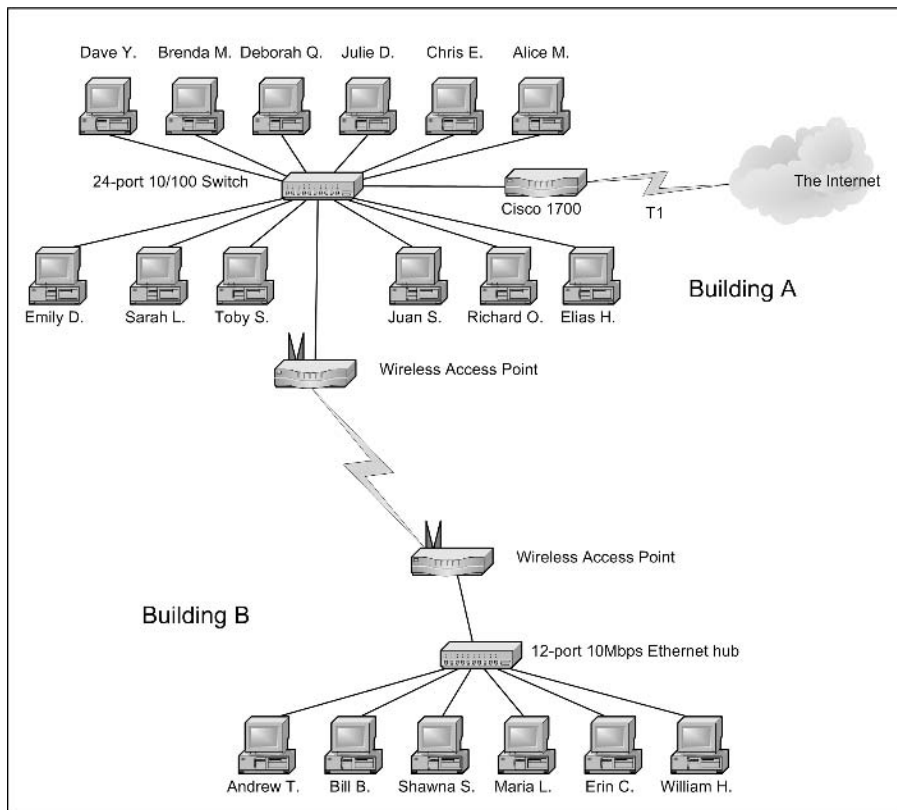 Dave Y. Brenda M. Deborah Q. Julie D. Chris E. Alice M.
24-port 10/100 Switch
The Internet
Cisco 1700
T1
Building A
Emily D. Sarah L. Toby S. Juan S. Richard O. Elias H.
Wireless Access Point
Wireless Access Point
Building B
12-port 10Mbps Ethernet hub
Andrew T. Bill B. Shawna S. Maria L. Erin C. William H.